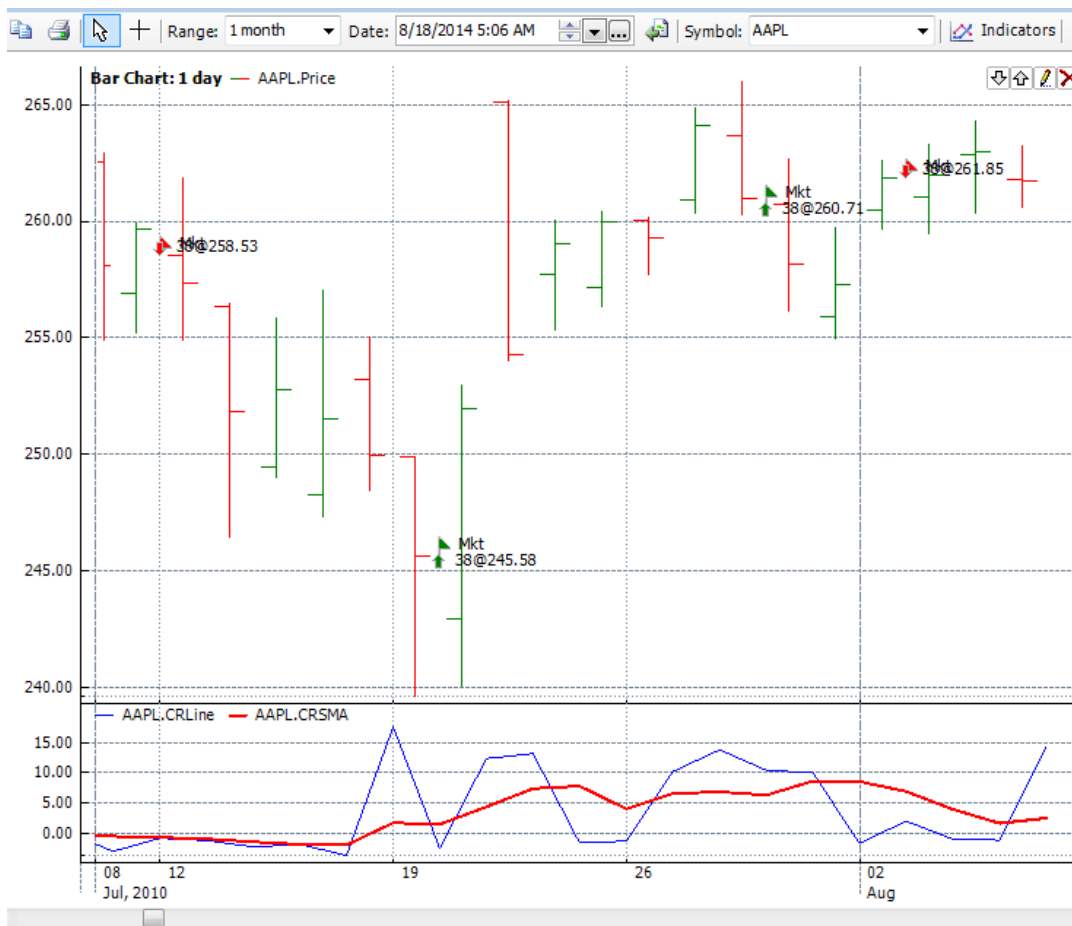 Range: 1 month Date: 8/18/2014 5:06 AM ... Symbol: AAPL Indicators
Bar Chart: 1 day AAPL.Price
265.00
260.00
255.00
250.00
245.00
240.00
Mkt
38@258.53
Mkt
38@245.58
Mkt
38@260.71
Mkt
38@261.85
AAPL.CRLine AAPL.CRSMA
15.00
10.00
5.00
0.00
08 12 19 26 02
Jul, 2010 Aug